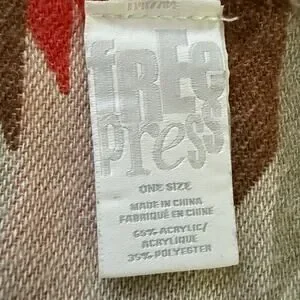 FREE
press
ONE SIZE
MADE IN CHINA
FABRIQUÉ EN CHINE
65% ACRYLIC/
ACRYLIQUE
35% POLYESTER